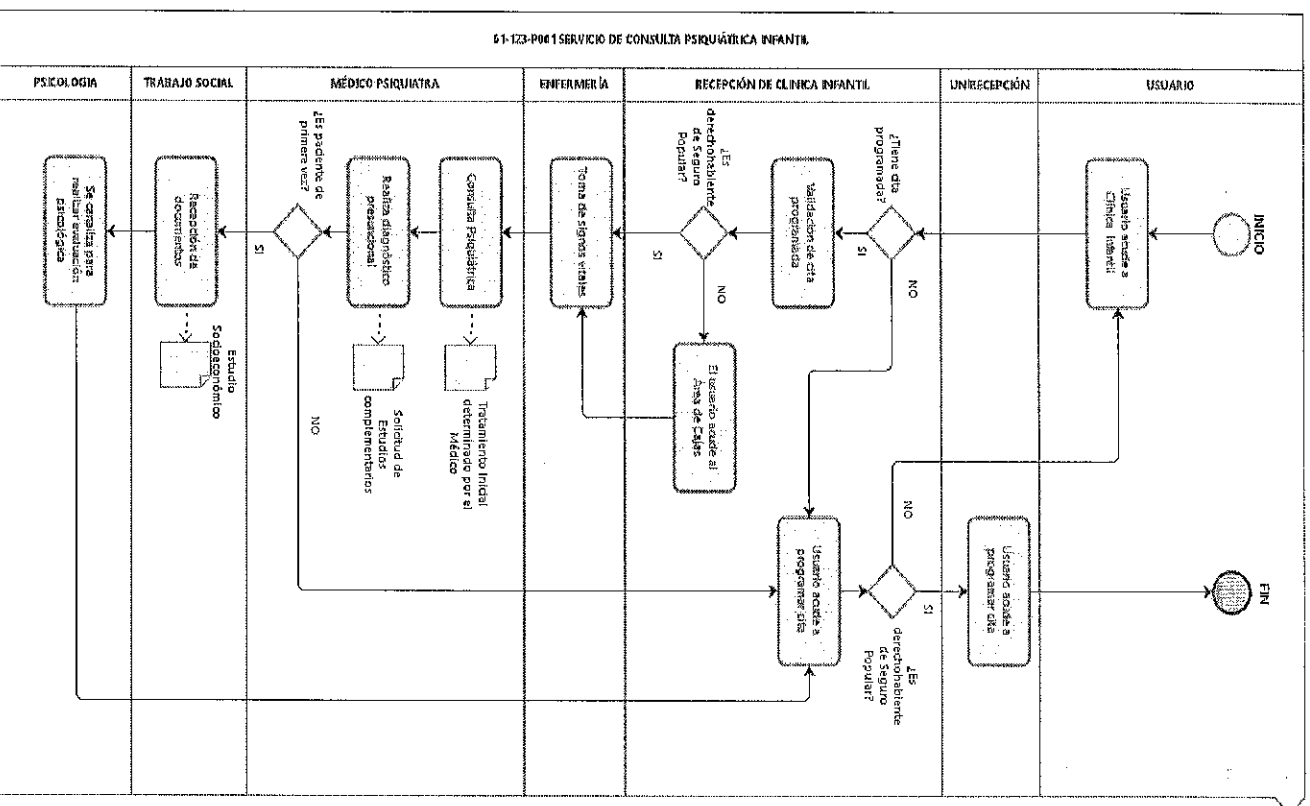 61-123-P001 SERVICIO DE CONSULTA PSIQUIÁTRICA INFANTIL
PSICOLOGIA
TRABAJO SOCIAL
MÉDICO PSIQUIATRA
ENFERMERÍA
RECEPCIÓN DE CLINICA INFANTIL
UNIRECEPCIÓN
USUARIO
INICIO
Usuario acude a
Clínica Infantil
¿Tiene cita
programada?
SI
NO
Validación de cita
programada
¿Es
derechohabiente
de Seguro
Popular?
SI
NO
El usuario acude al
Área de Cajas
Toma de signos vitales
Consulta Psiquiátrica
Tratamiento Inicial
determinado por el
Médico
Realiza diagnóstico
presuncional
Solicitud de
Estudios
complementarios
¿Es paciente de
primera vez?
SI
NO
Recepción de
documentos
Estudio
Socioeconómico
Se canaliza para
realizar evaluación
psicológica
Usuario acude a
programar cita
¿Es
derechohabiente
de Seguro
Popular?
NO
SI
Usuario acude a
programar cita
FIN